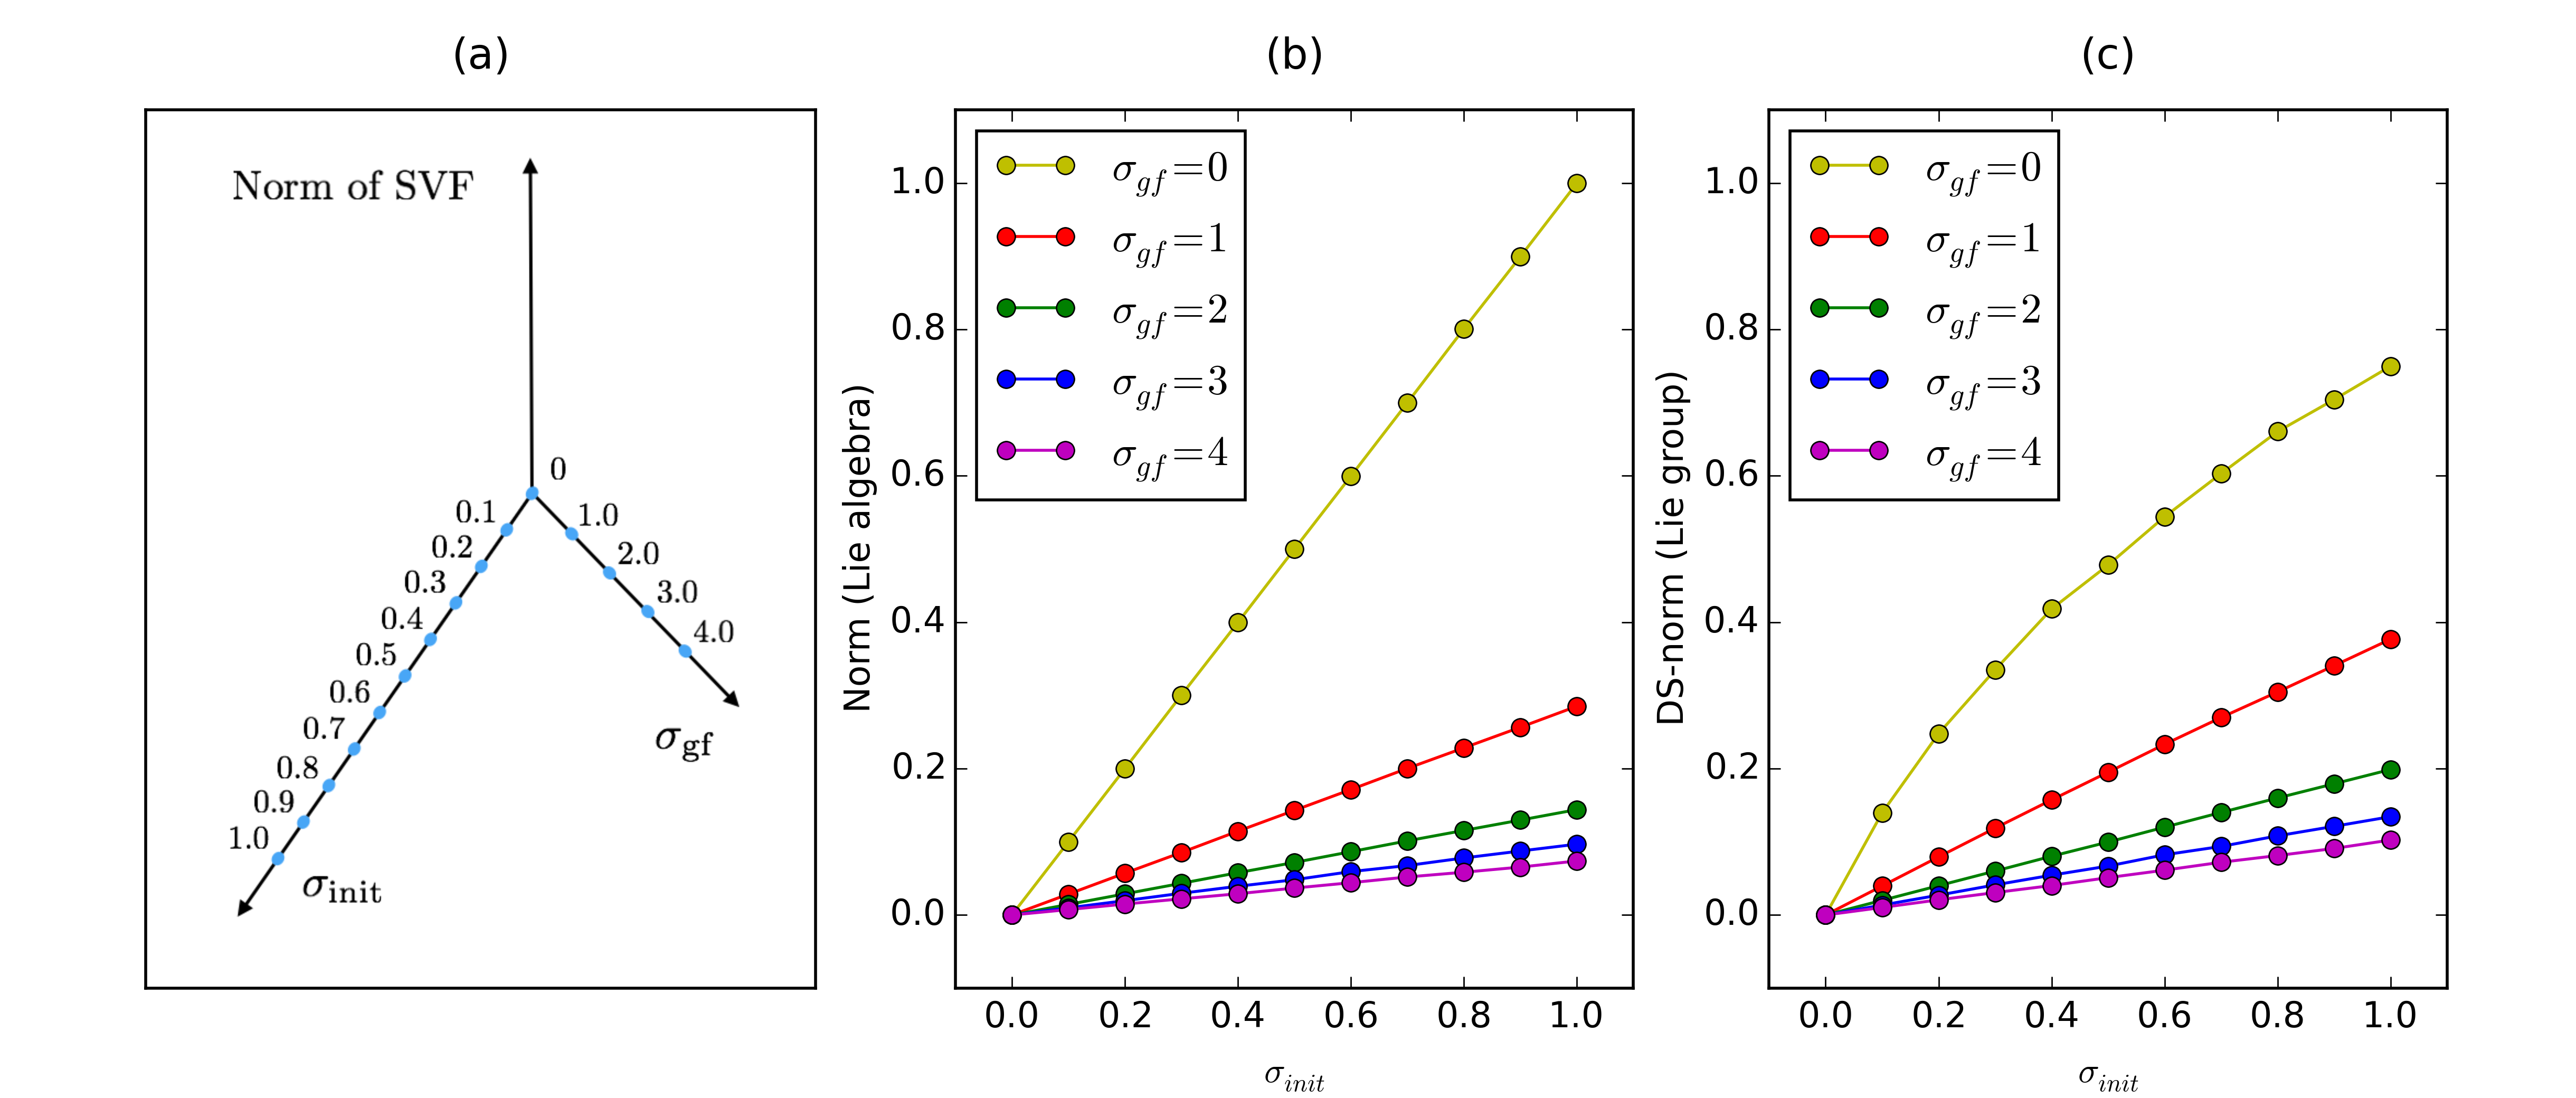 (a)
Norm of SVF
0
0.1
0.2
0.3
0.4
0.5
0.6
0.7
0.8
0.9
1.0
σinit
1.0
2.0
3.0
4.0
σgf
(b)
Norm (Lie algebra)
1.0
0.8
0.6
0.4
0.2
0.0
σgf=0
σgf=1
σgf=2
σgf=3
σgf=4
0.0 0.2 0.4 0.6 0.8 1.0
σinit
(c)
DS-norm (Lie group)
1.0
0.8
0.6
0.4
0.2
0.0
σgf=0
σgf=1
σgf=2
σgf=3
σgf=4
0.0 0.2 0.4 0.6 0.8 1.0
σinit